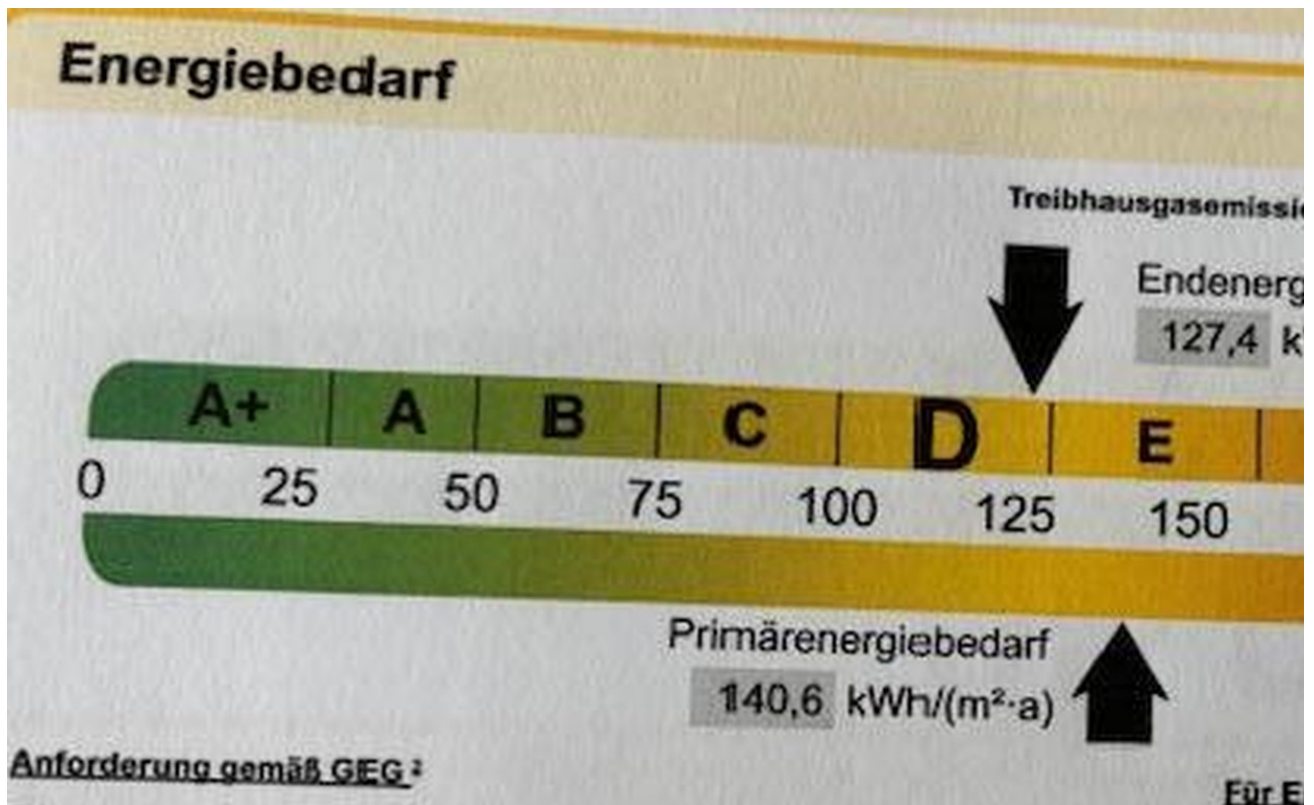 Energiebedarf
Treibhausgasemissi
Endenerg
127,4 k
A+ A B C D E
0 25 50 75 100 125 150
Primärenergiebedarf
140,6 kWh/(m²·a)
Anforderung gemäß GEG ²
Für E